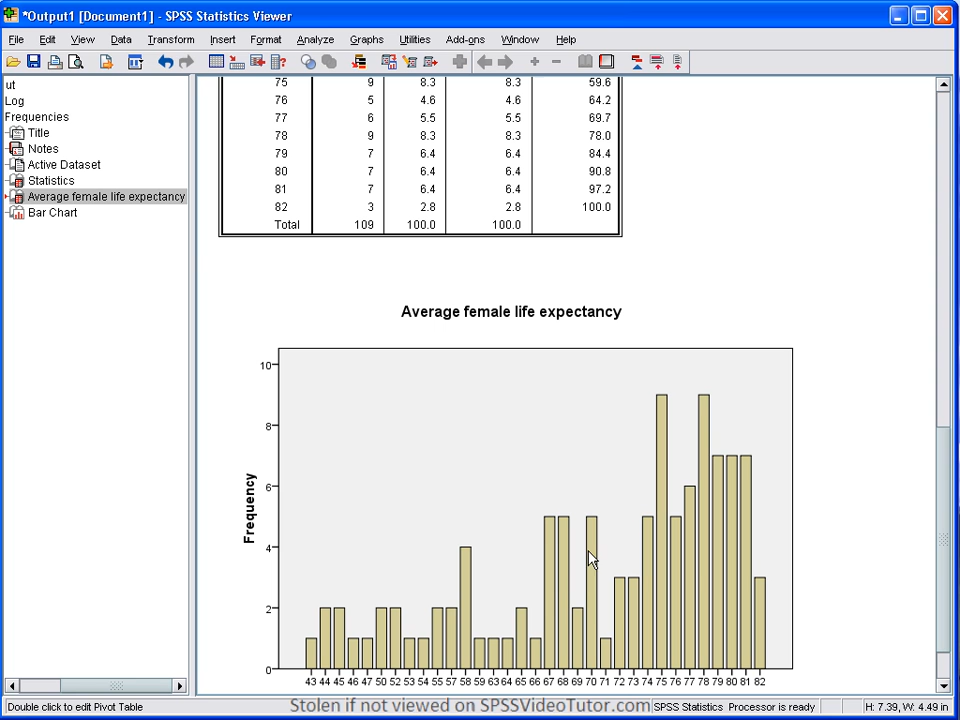 *Output1 [Document1] - SPSS Statistics Viewer
File Edit View Data Transform Insert Format Analyze Graphs Utilities Add-ons Window Help
ut
Log
Frequencies
Title
Notes
Active Dataset
Statistics
Average female life expectancy
Bar Chart
75 9 8.3 8.3 59.6
76 5 4.6 4.6 64.2
77 6 5.5 5.5 69.7
78 9 8.3 8.3 78.0
79 7 6.4 6.4 84.4
80 7 6.4 6.4 90.8
81 7 6.4 6.4 97.2
82 3 2.8 2.8 100.0
Total 109 100.0 100.0
Average female life expectancy
Frequency
10
8
6
4
2
0
43 44 45 46 47 50 52 53 54 55 57 58 59 63 64 65 66 67 68 69 70 71 72 73 74 75 76 77 78 79 80 81 82
Double click to edit Pivot Table
Stolen if not viewed on SPSSVideoTutor.com
SPSS Statistics Processor is ready
H: 7.39, W: 4.49 in